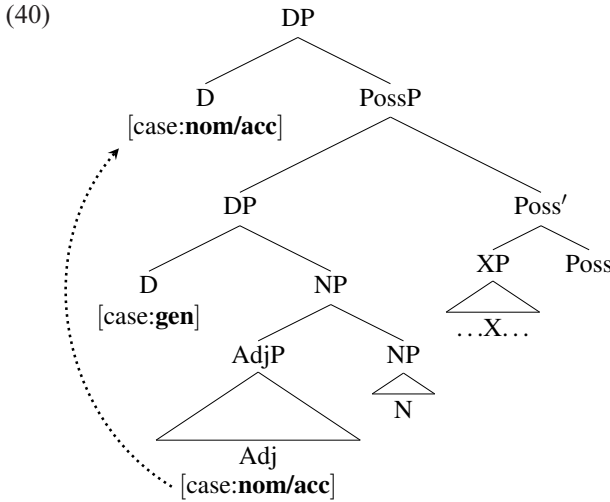 (40)
DP
D PossP
[case:nom/acc]
DP Poss′
D NP XP Poss
[case:gen] …X…
AdjP NP
N
Adj
[case:nom/acc]